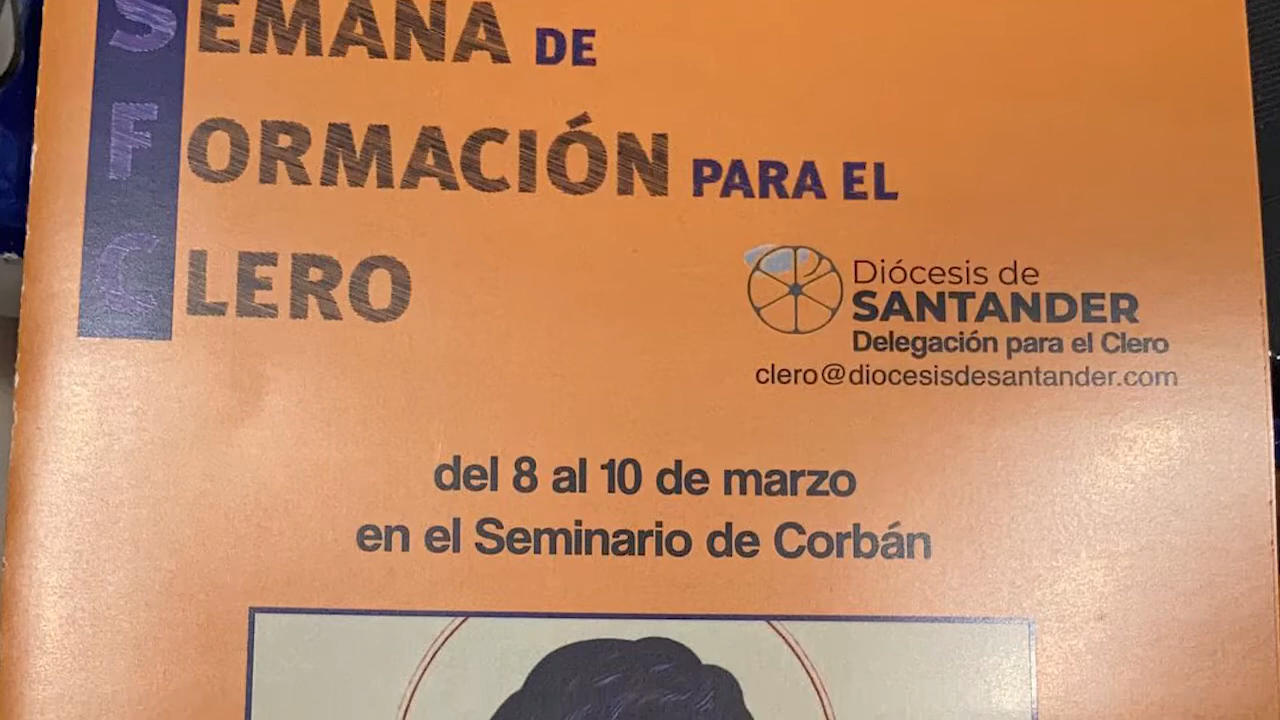 SEMANA DE
FORMACIÓN PARA EL
CLERO
Diócesis de
SANTANDER
Delegación para el Clero
clero@diocesisdesantander.com
del 8 al 10 de marzo
en el Seminario de Corbán